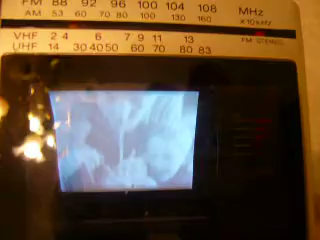 FM 88 92 96 100 104 108 MHz
AM 53 60 70 80 100 130 160 X10kHz
VHF 2 4 6 7 9 11 13 FM STEREO
UHF 14 30 40 50 60 70 80 83